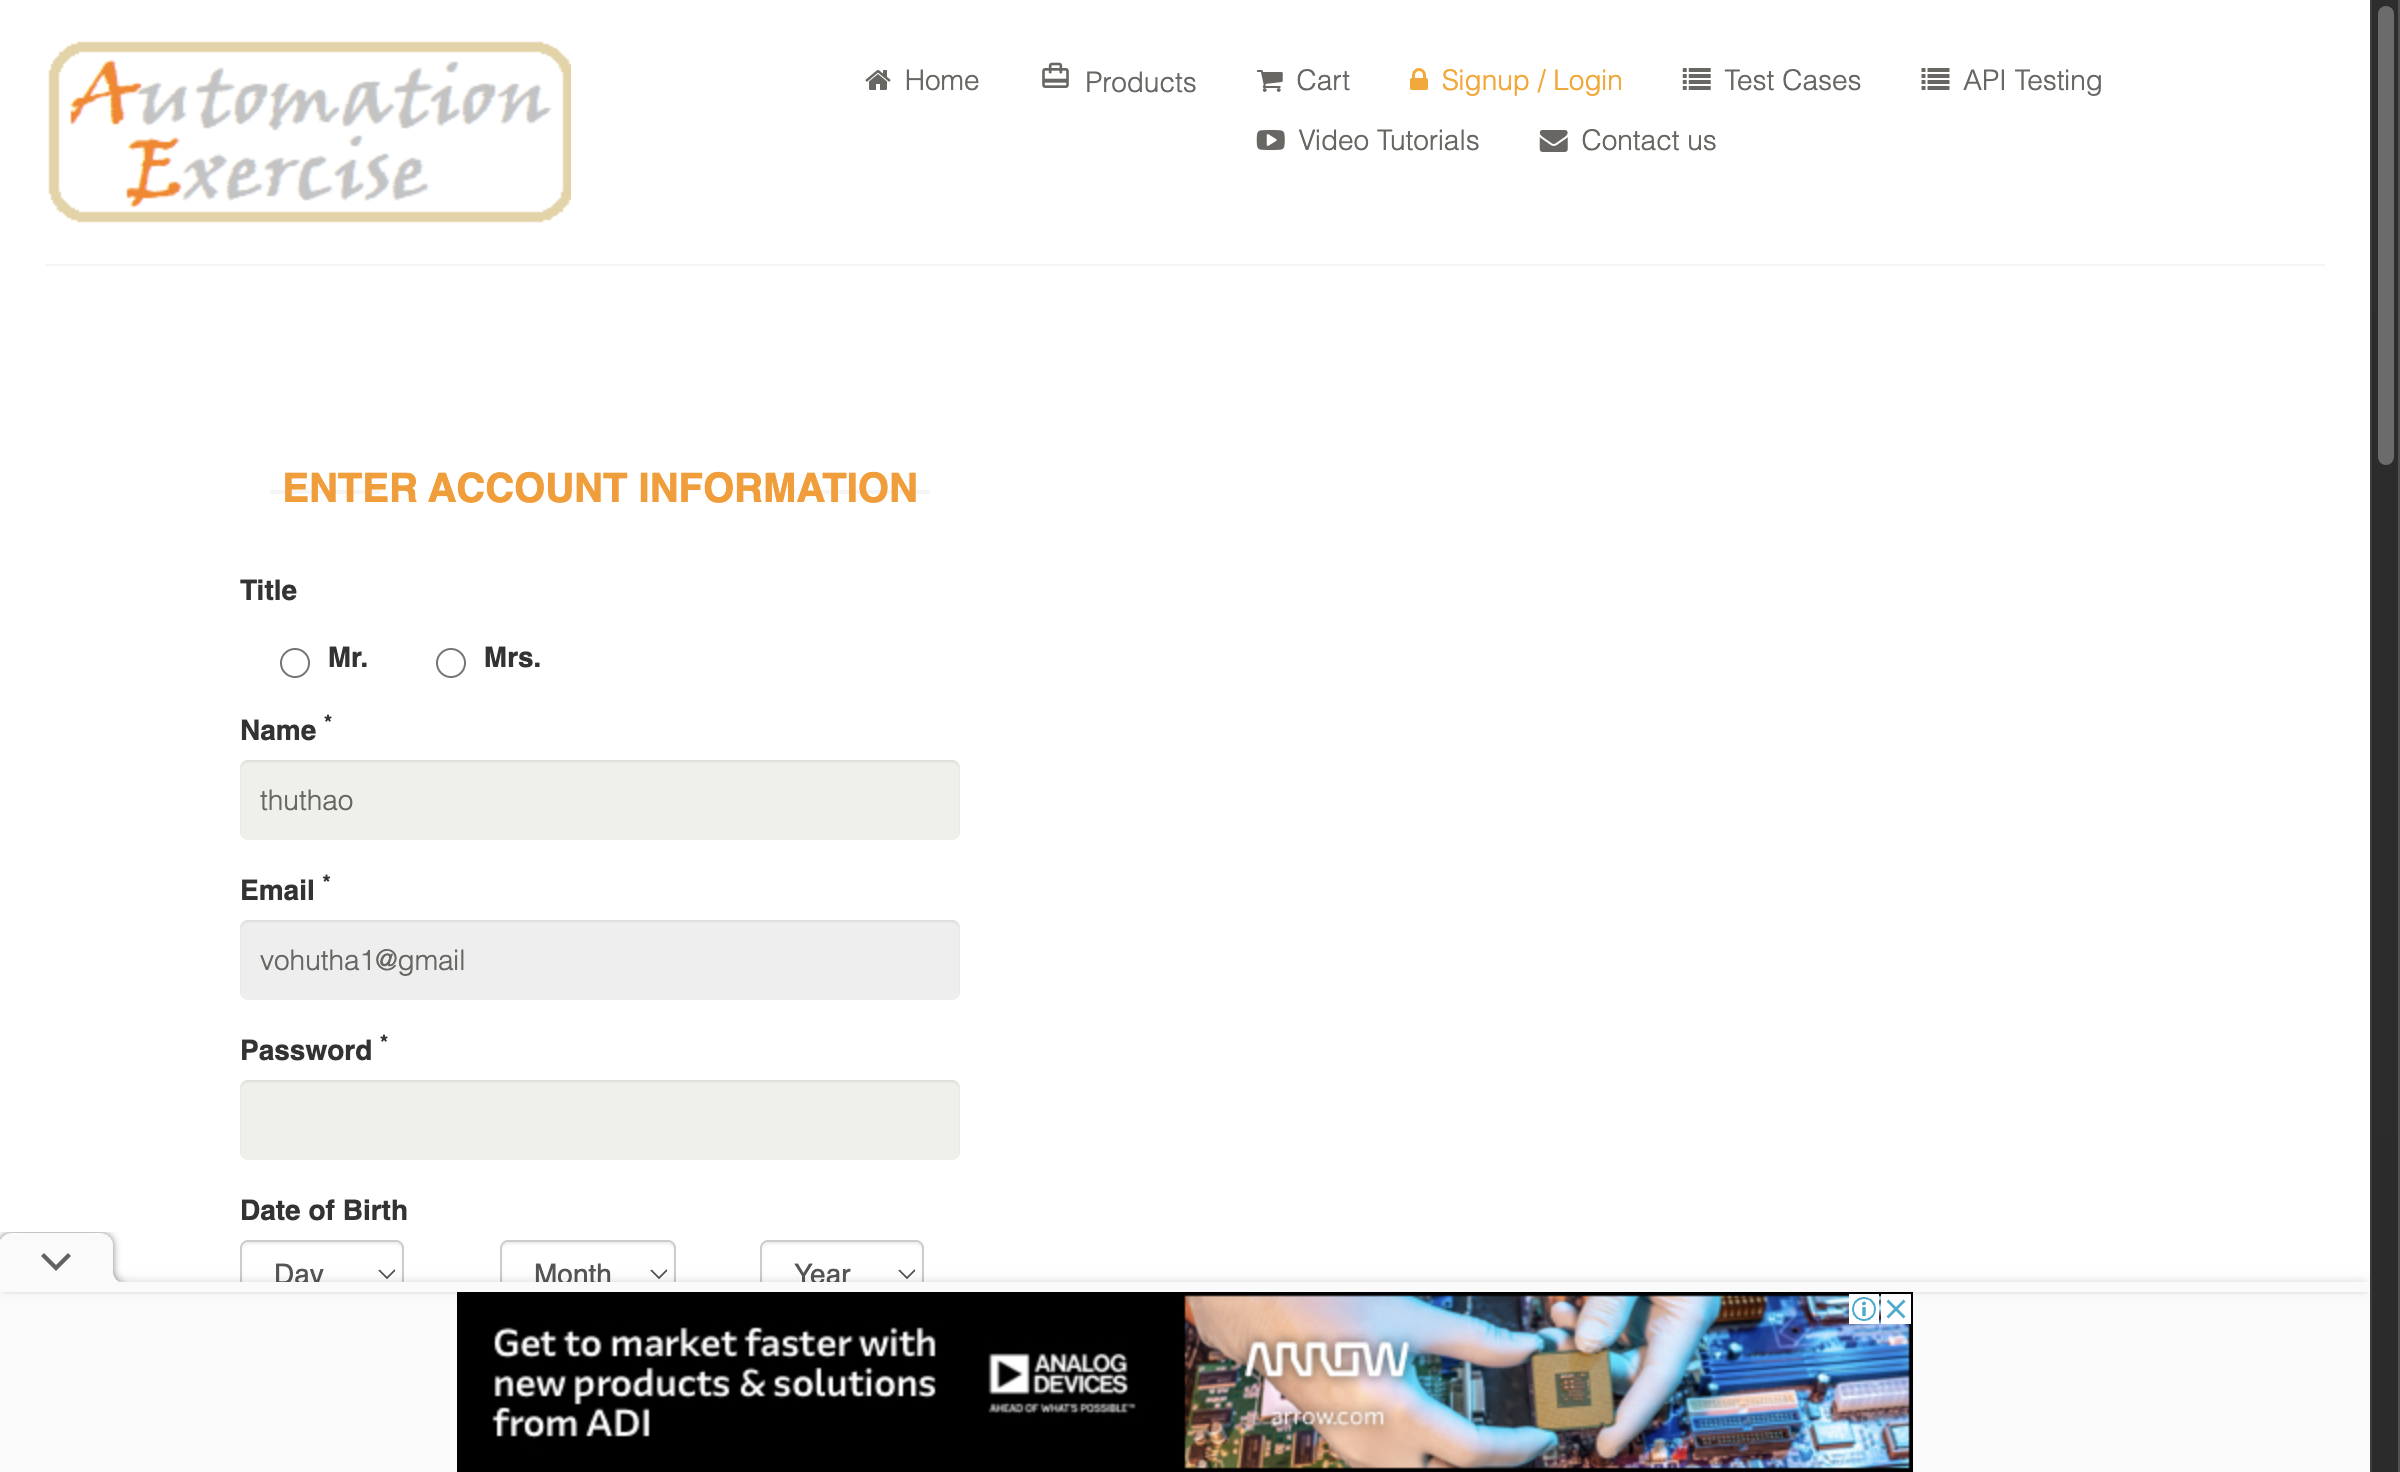 Automation
Exercise
Home
Products
Cart
Signup / Login
Test Cases
API Testing
Video Tutorials
Contact us
ENTER ACCOUNT INFORMATION
Title
Mr.
Mrs.
Name *
thuthao
Email *
vohutha1@gmail
Password *
Date of Birth
Day
Month
Year
Get to market faster with
new products & solutions
from ADI
ANALOG
DEVICES
AHEAD OF WHAT'S POSSIBLE™
ARROW
arrow.com